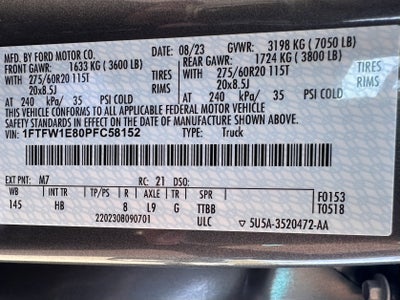 MFD. BY FORD MOTOR CO. 08/23 GVWR: 3198 KG ( 7050 LB)
FRONT GAWR: 1633 KG ( 3600 LB) REAR GAWR: 1724 KG ( 3800 LB)
WITH 275/60R20 115T TIRES WITH 275/60R20 115T TIRES
20x8.5J RIMS 20x8.5J RIMS
AT 240 kPa/ 35 PSI COLD AT 240 kPa/ 35 PSI COLD
THIS VEHICLE CONFORMS TO ALL APPLICABLE FEDERAL MOTOR VEHICLE
SAFETY STANDARDS IN EFFECT ON THE DATE OF MANUFACTURE SHOWN ABOVE.
VIN: 1FTFW1E80PFC58152 TYPE: Truck
EXT PNT: M7 RC: 21 DSO:
WB INT TR TP/PS R AXLE TR SPR F0153
145 HB 8 L9 G TTBB T0518
2202308090701 ULC ▽ 5U5A-3520472-AA